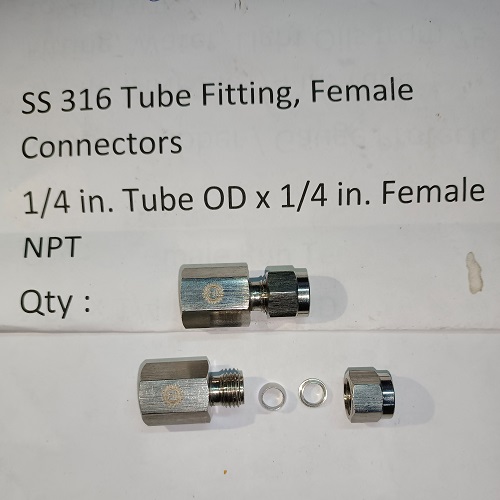 SS 316 Tube Fitting, Female
Connectors
1/4 in. Tube OD x 1/4 in. Female
NPT
Qty :